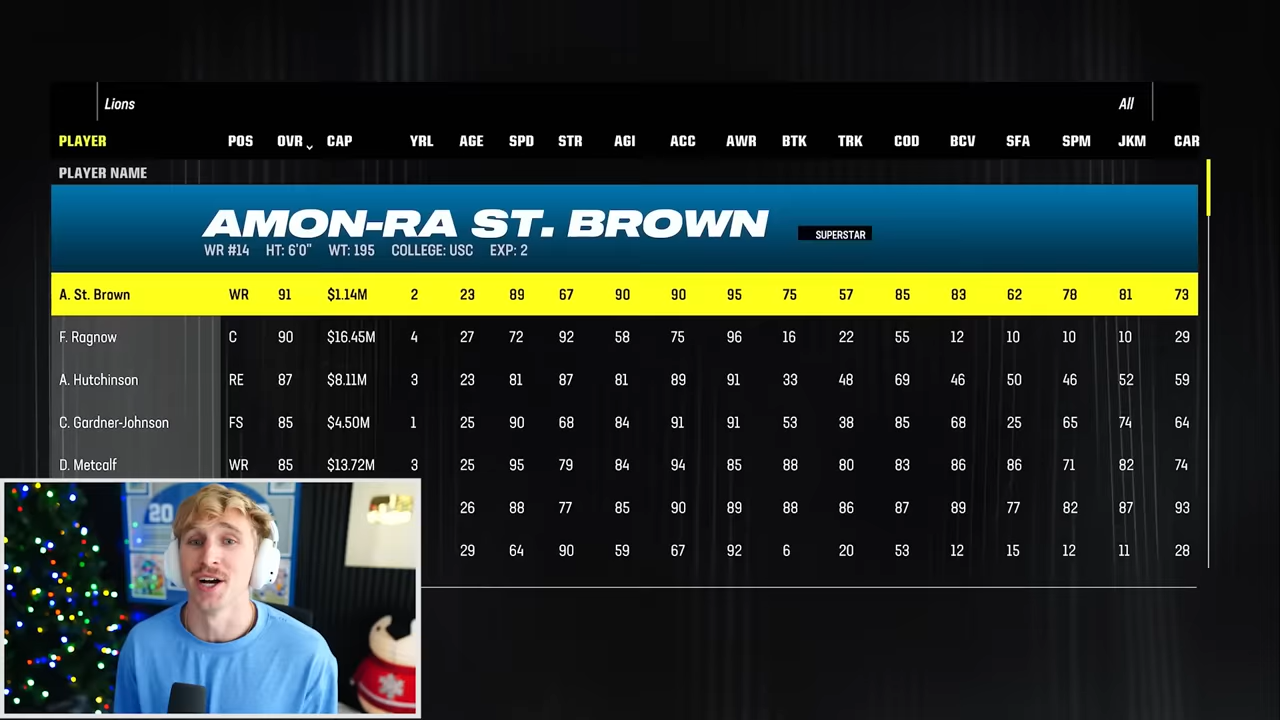 Lions All
PLAYER POS OVR CAP YRL AGE SPD STR AGI ACC AWR BTK TRK COD BCV SFA SPM JKM CAR
PLAYER NAME
AMON-RA ST. BROWN SUPERSTAR
WR #14 HT: 6'0" WT: 195 COLLEGE: USC EXP: 2
A. St. Brown WR 91 $1.14M 2 23 89 67 90 90 95 75 57 85 83 62 78 81 73
F. Ragnow C 90 $16.45M 4 27 72 92 58 75 96 16 22 55 12 10 10 10 29
A. Hutchinson RE 87 $8.11M 3 23 81 87 81 89 91 33 48 69 46 50 46 52 59
C. Gardner-Johnson FS 85 $4.50M 1 25 90 68 84 91 91 53 38 85 68 25 65 74 64
D. Metcalf WR 85 $13.72M 3 25 95 79 84 94 85 88 80 83 86 86 71 82 74
26 88 77 85 90 89 88 86 87 89 77 82 87 93
29 64 90 59 67 92 6 20 53 12 15 12 11 28
20